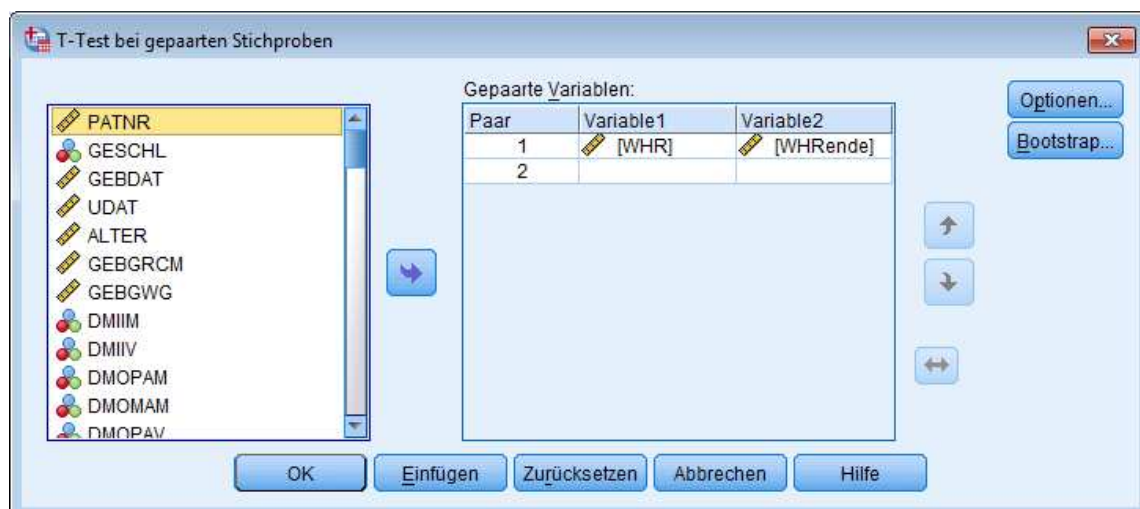 T-Test bei gepaarten Stichproben
Gepaarte Variablen:
PATNR
GESCHL
GEBDAT
UDAT
ALTER
GEBGRCM
GEBGWG
DMIIM
DMIIV
DMOPAM
DMOMAM
DMOPAV
Paar Variable1 Variable2
1 [WHR] [WHRende]
2
Optionen...
Bootstrap...
OK Einfügen Zurücksetzen Abbrechen Hilfe